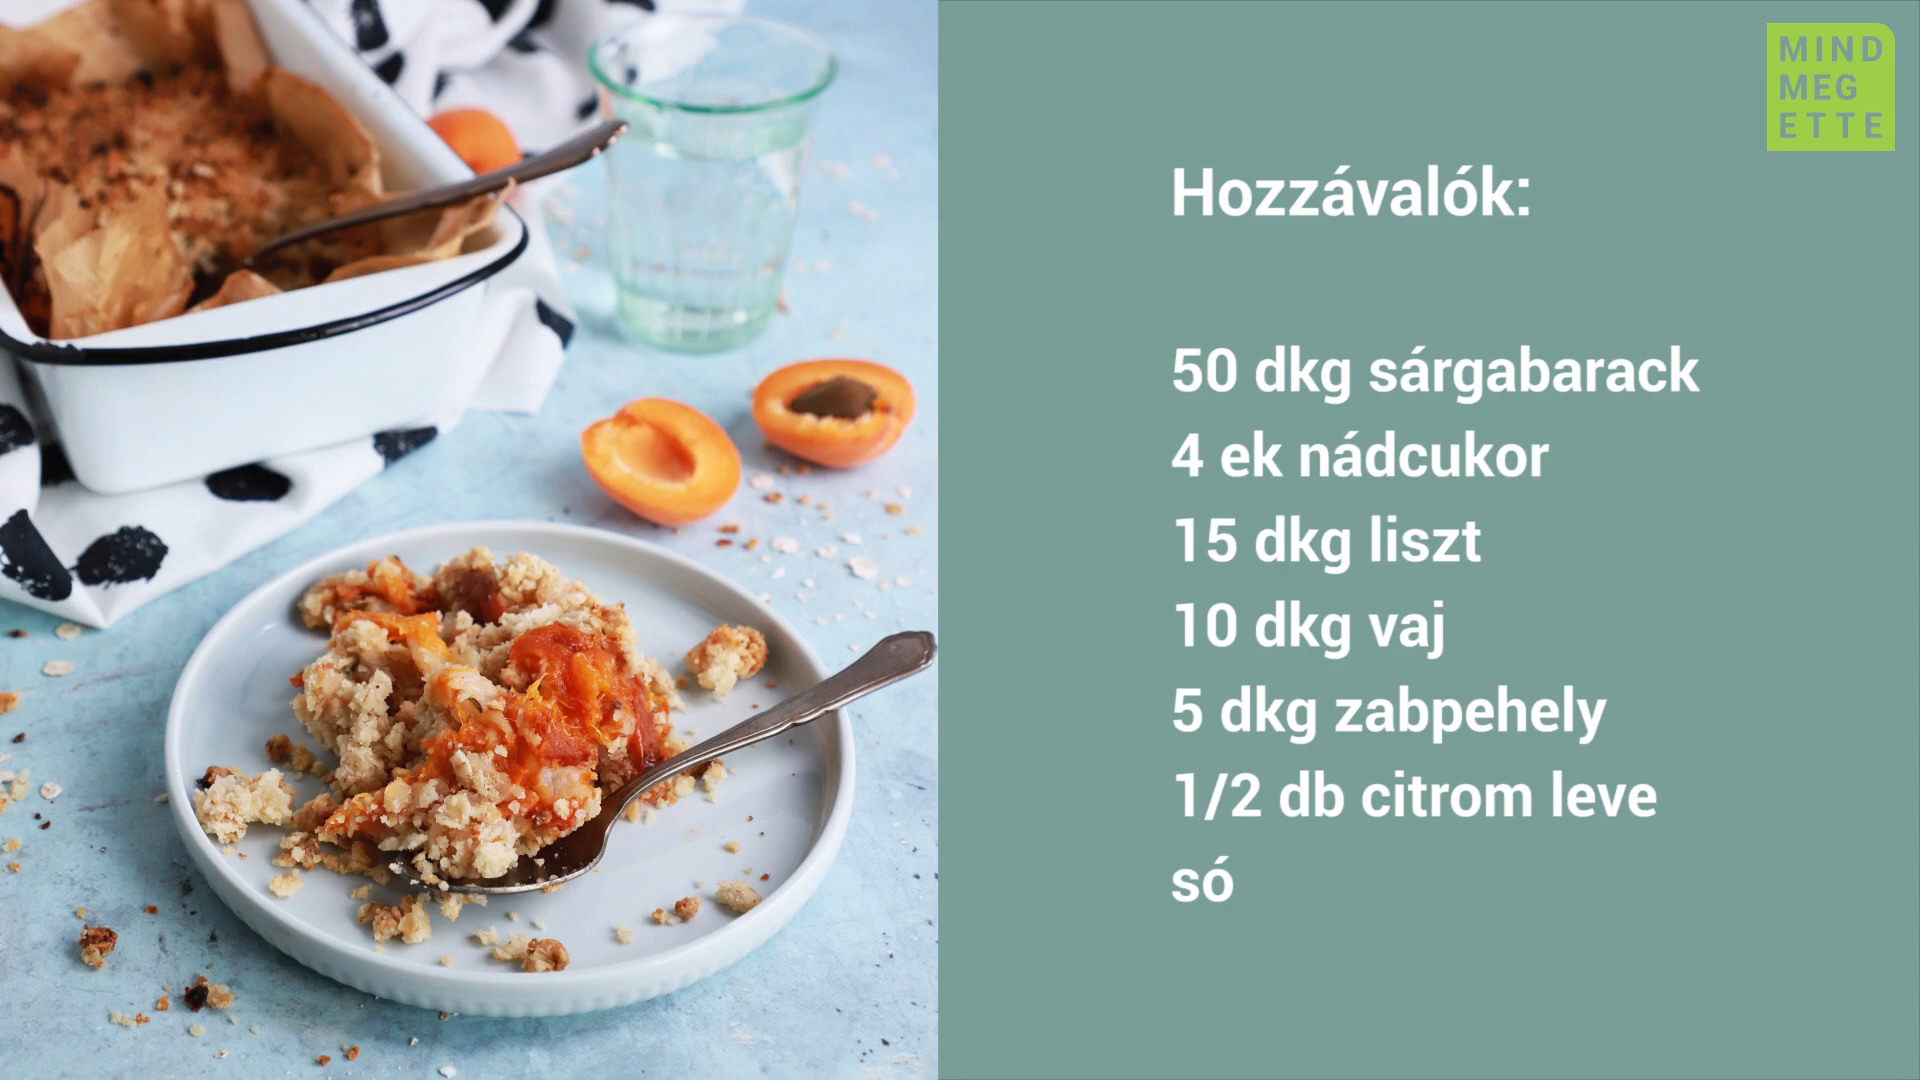 MIND
MEG
ETTE
Hozzávalók:
50 dkg sárgabarack
4 ek nádcukor
15 dkg liszt
10 dkg vaj
5 dkg zabpehely
1/2 db citrom leve
só